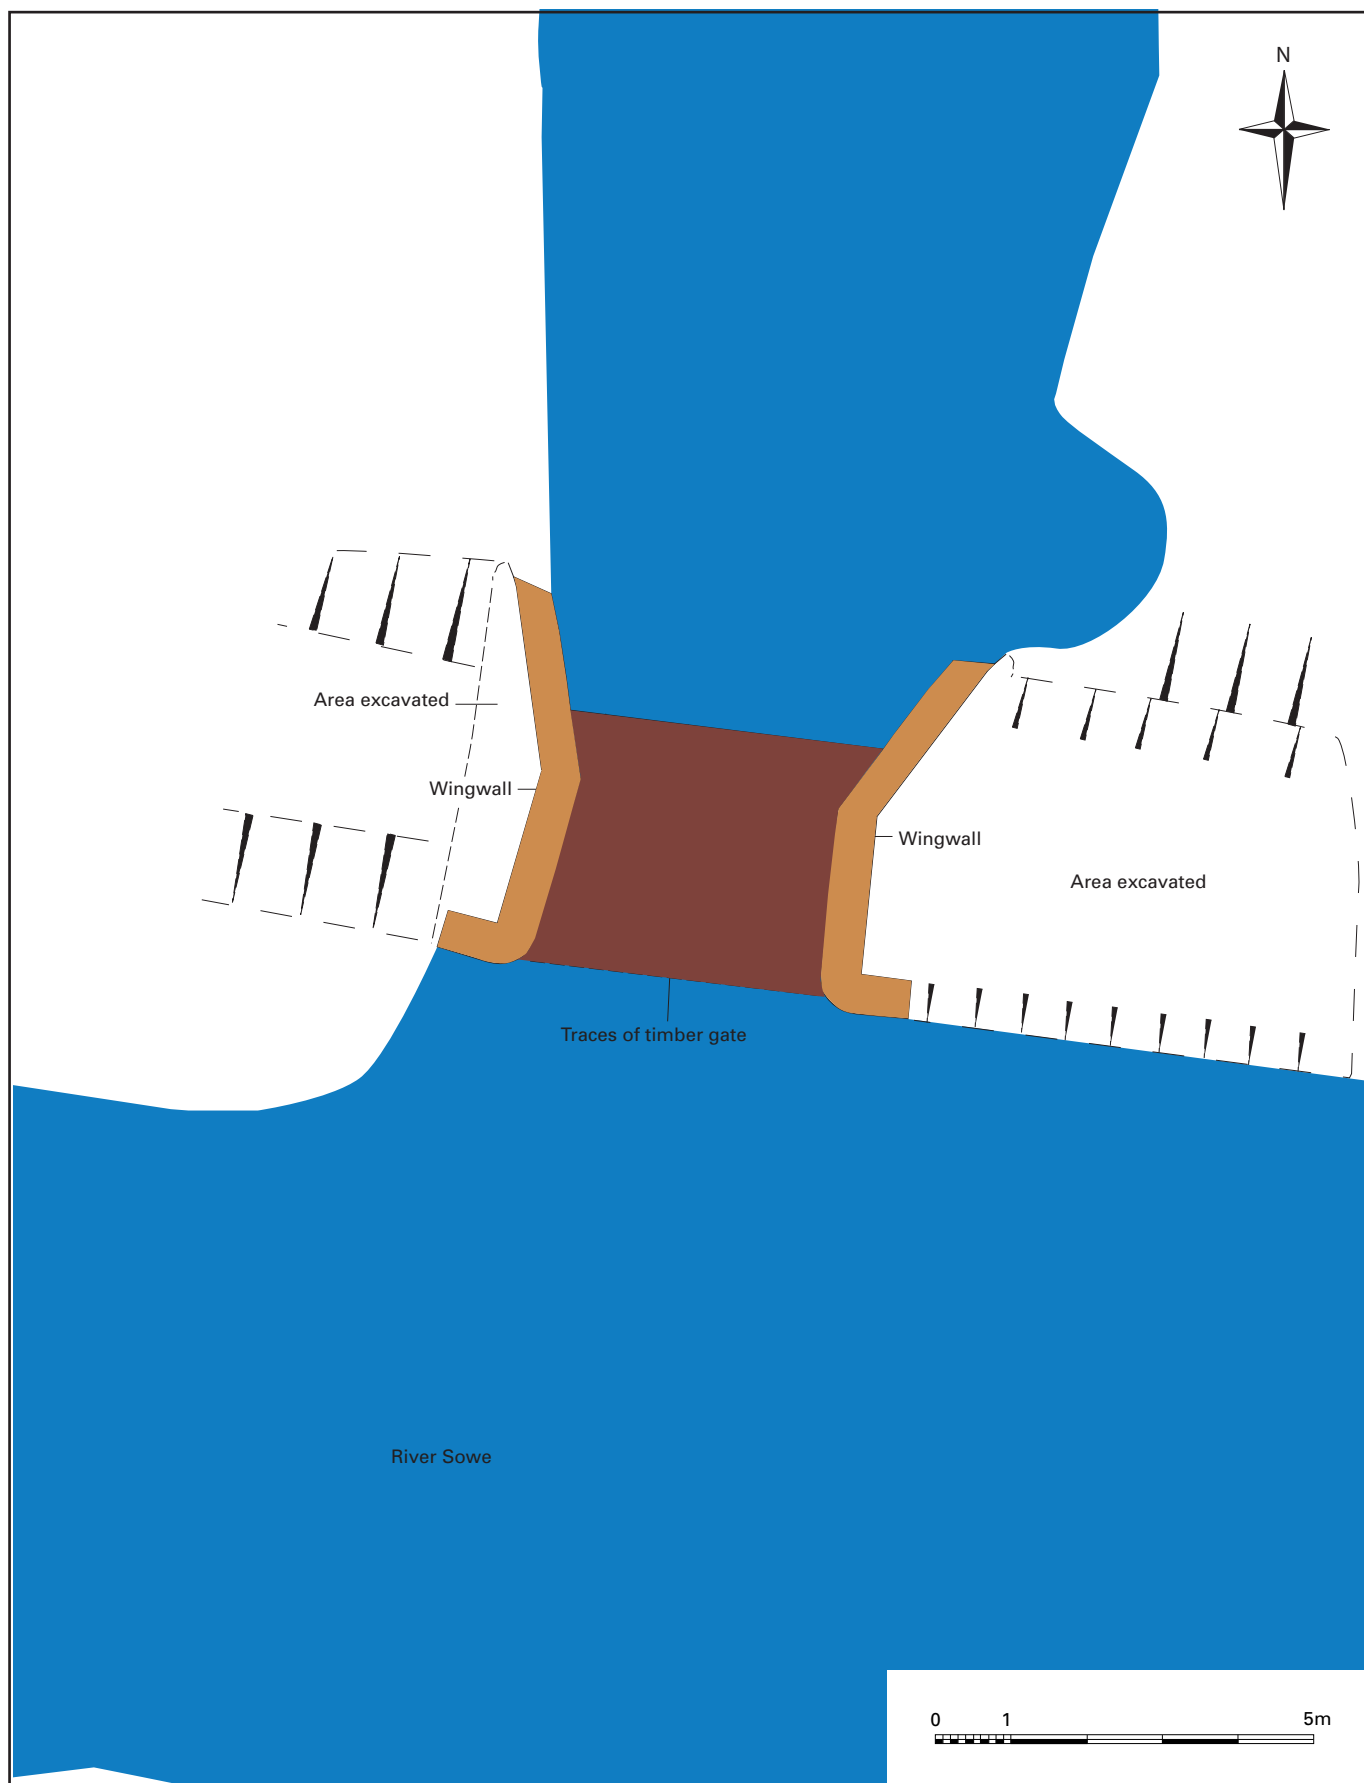 N
Area excavated
Wingwall
Wingwall
Area excavated
Traces of timber gate
River Sowe
0 1 5m